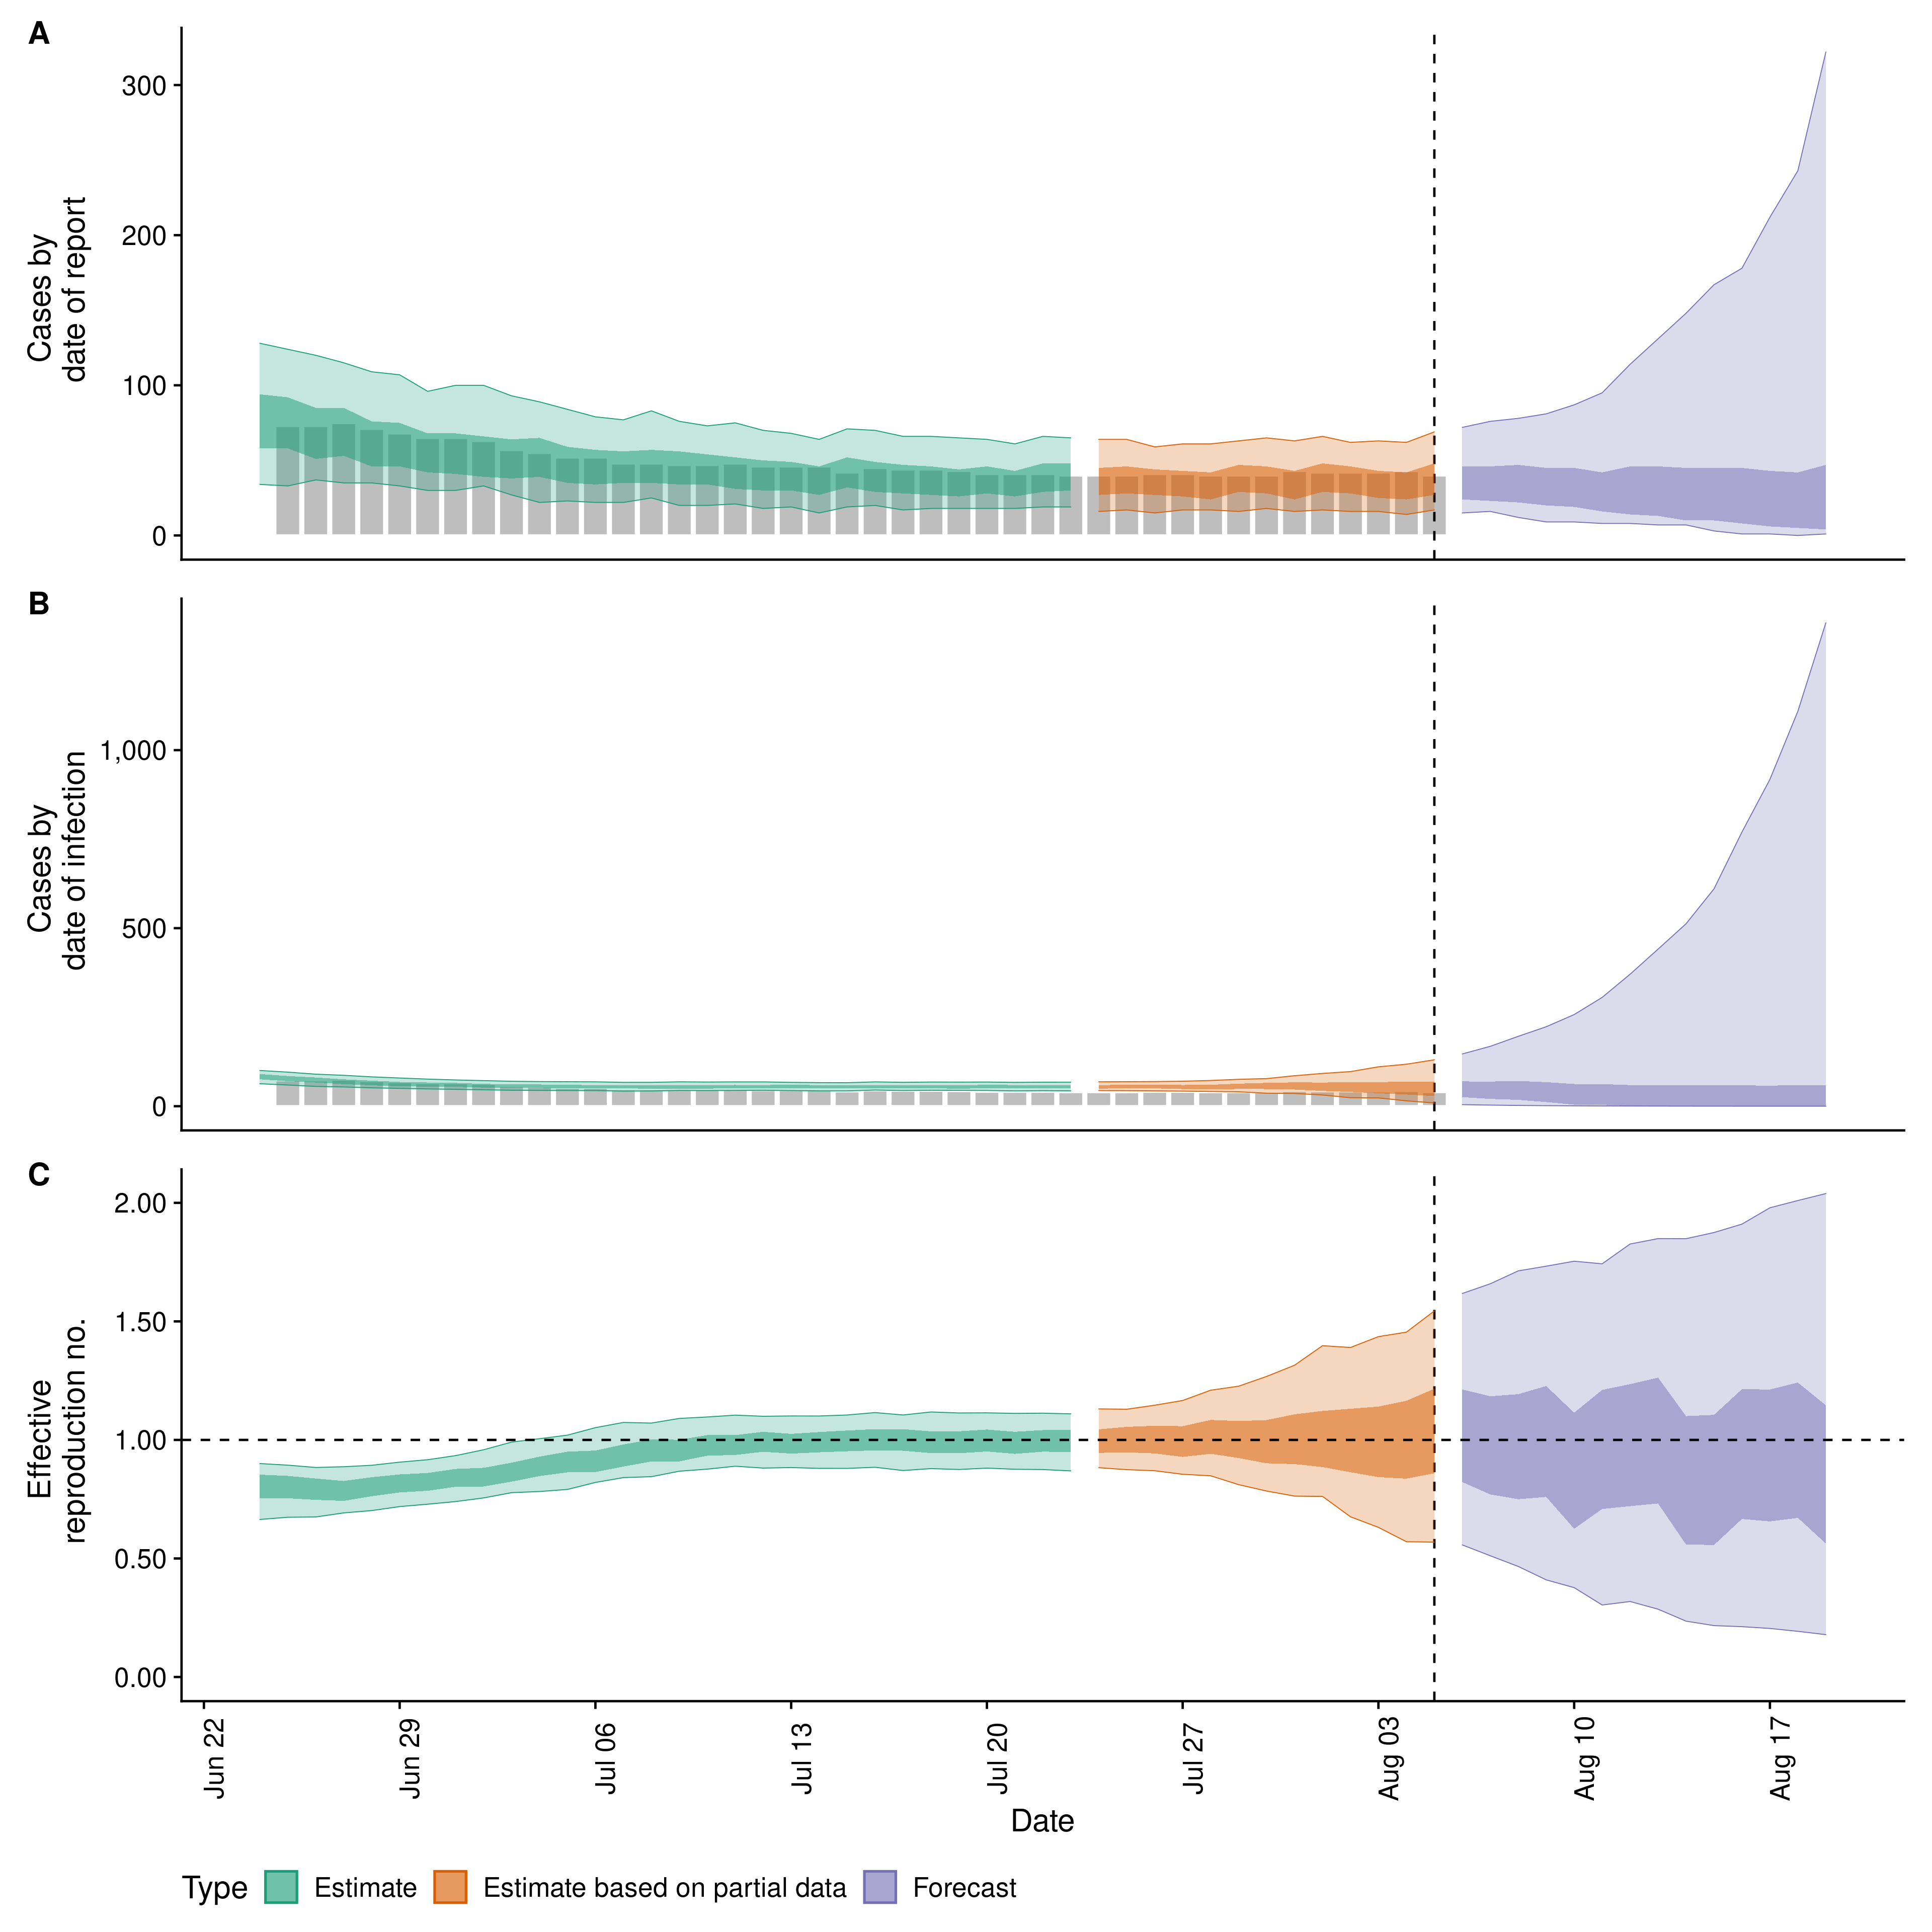 A
Cases by
date of report
300
200
100
0
B
Cases by
date of infection
1,000
500
0
C
Effective
reproduction no.
2.00
1.50
1.00
0.50
0.00
Jun 22
Jun 29
Jul 06
Jul 13
Jul 20
Jul 27
Aug 03
Aug 10
Aug 17
Date
Type Estimate Estimate based on partial data Forecast